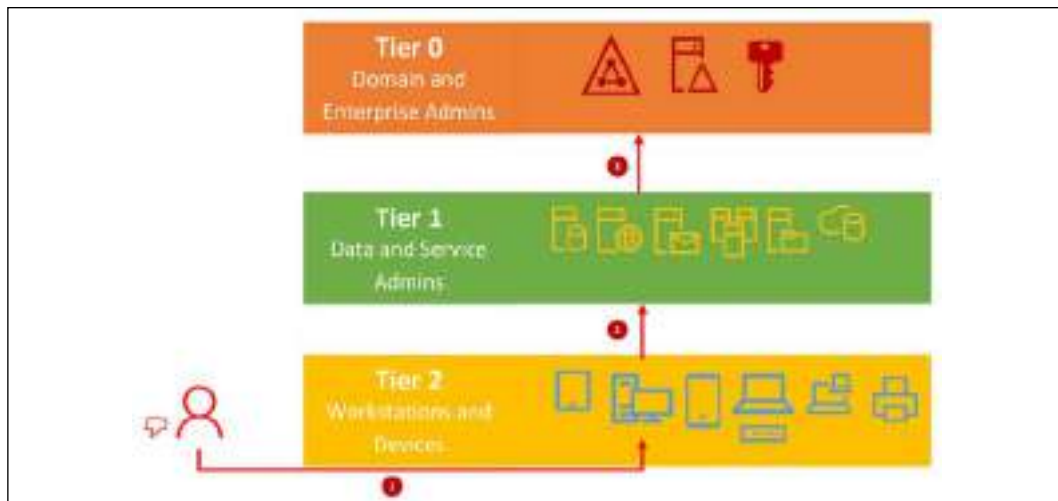 Tier 0
Domain and
Enterprise Admins
Tier 1
Data and Service
Admins
Tier 2
Workstations and
Devices